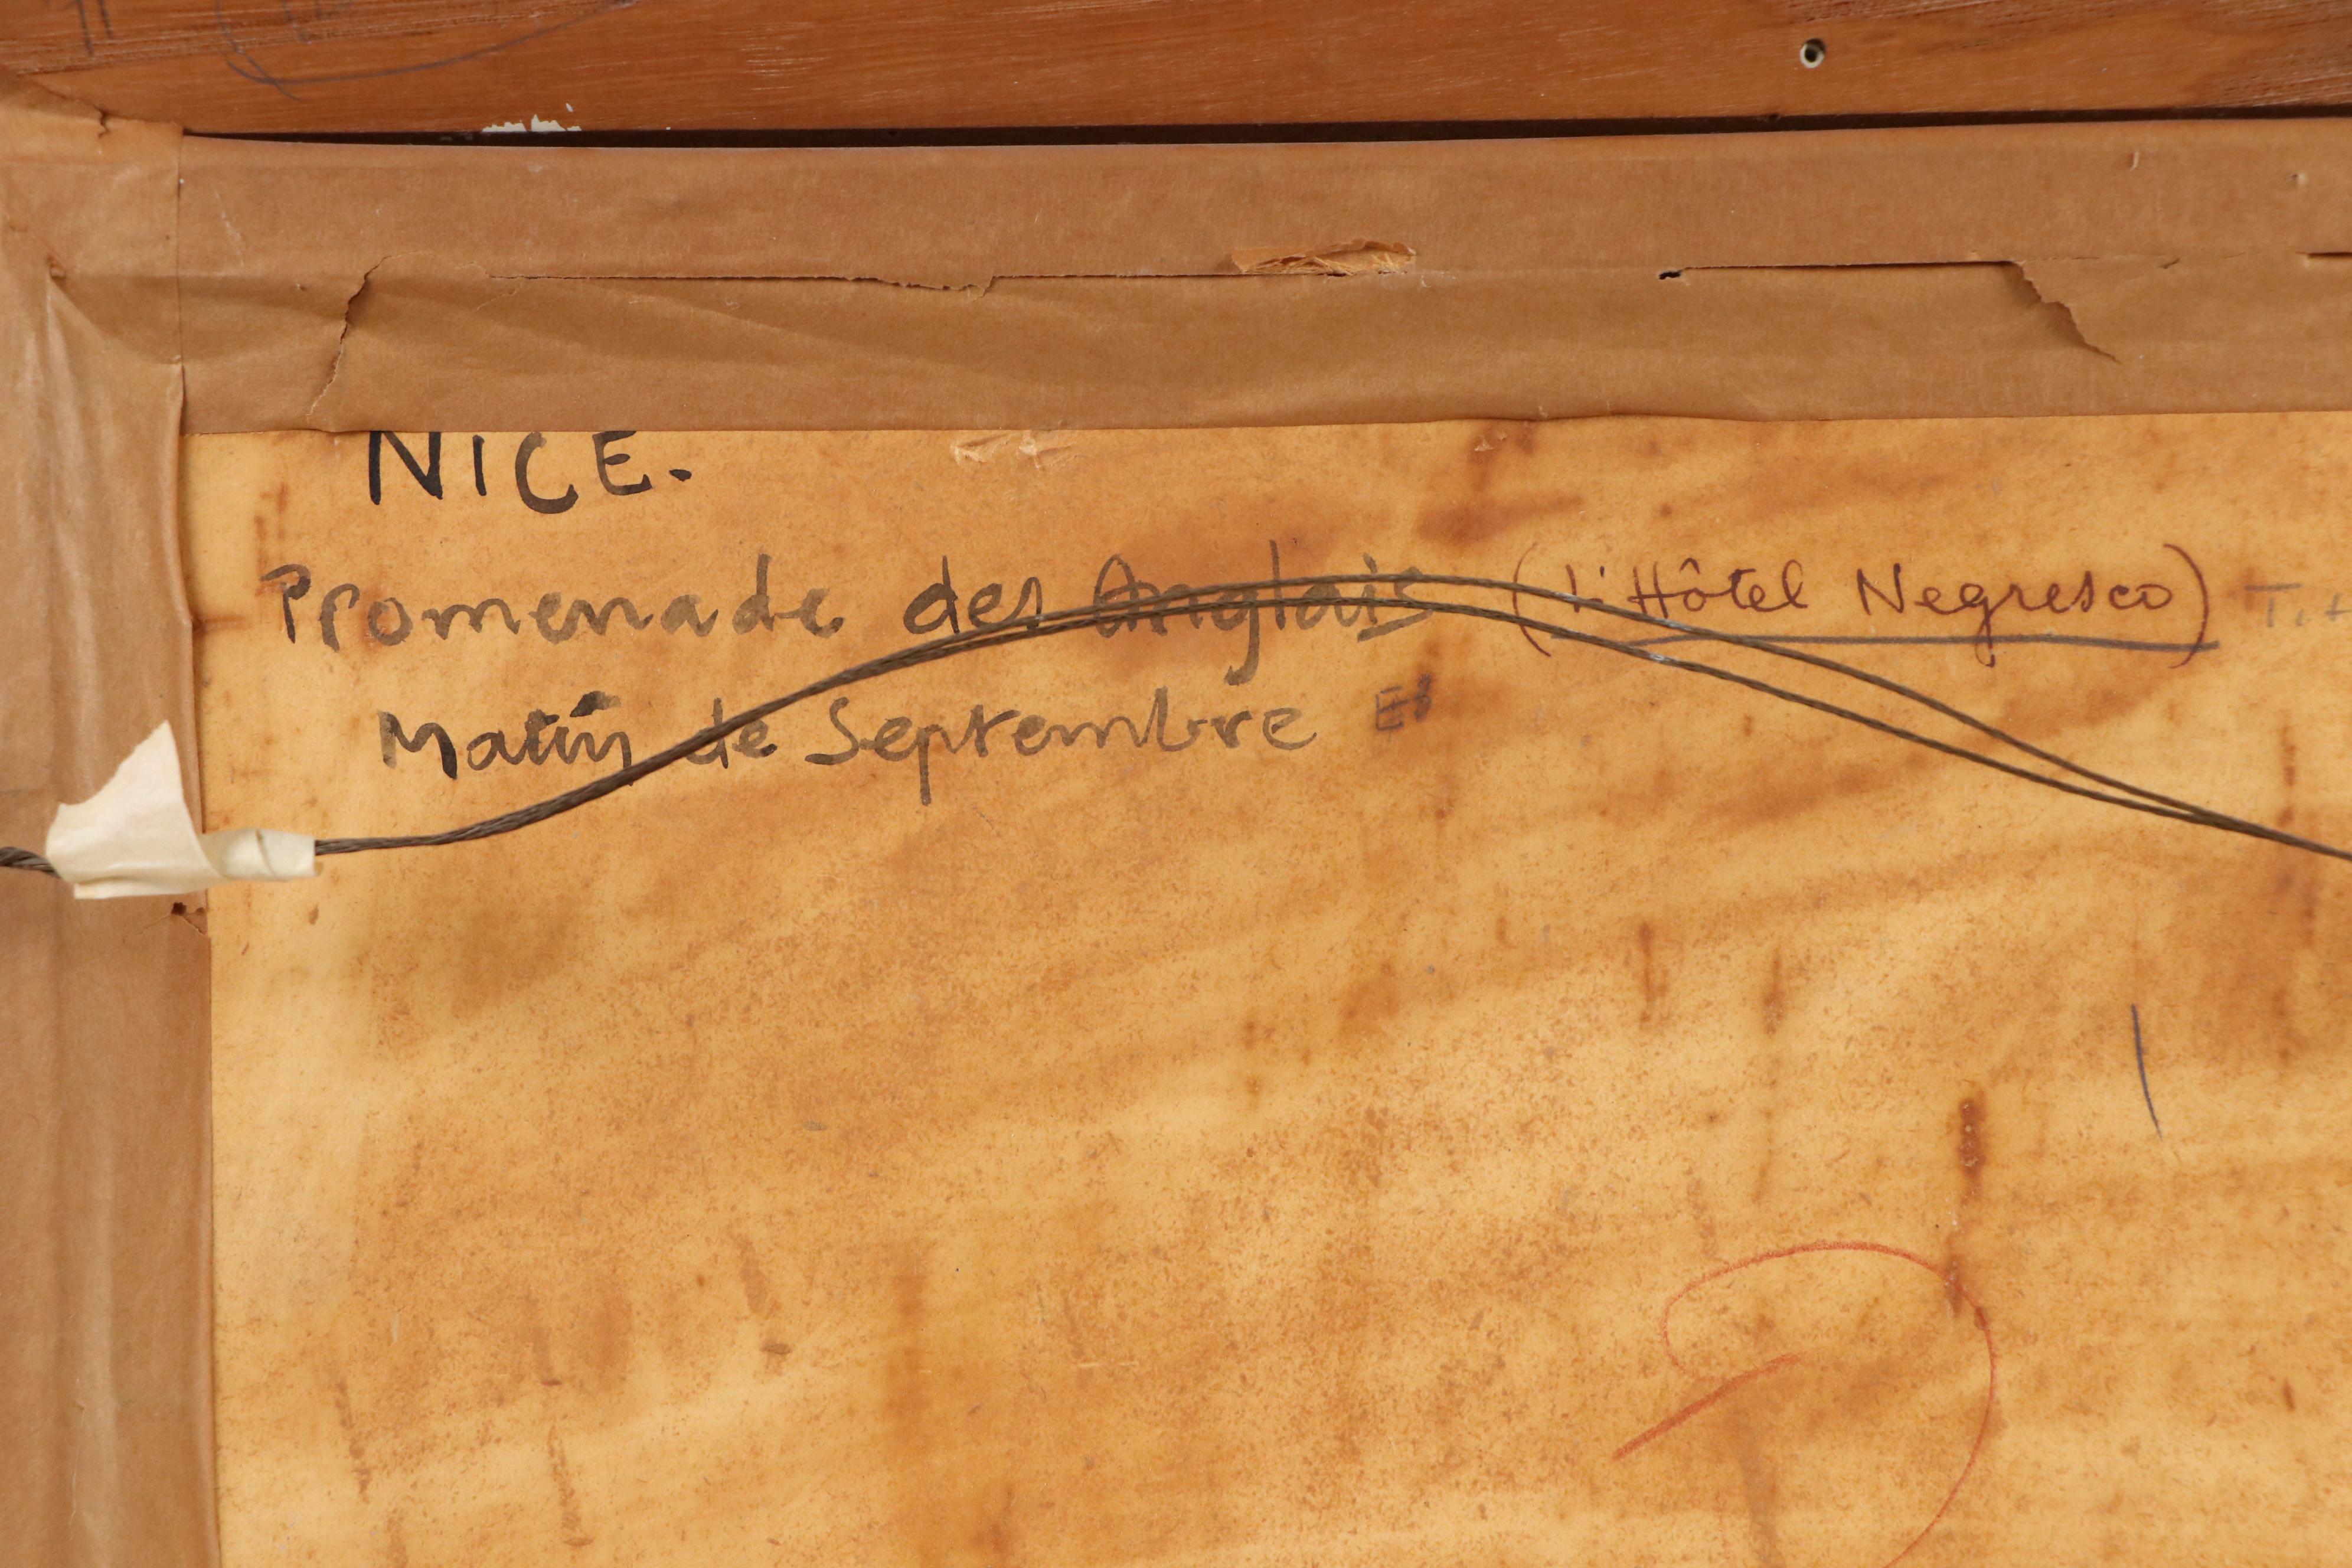 NICE.
Promenade des Anglais (L'Hôtel Negresco)
Matin de Septembre